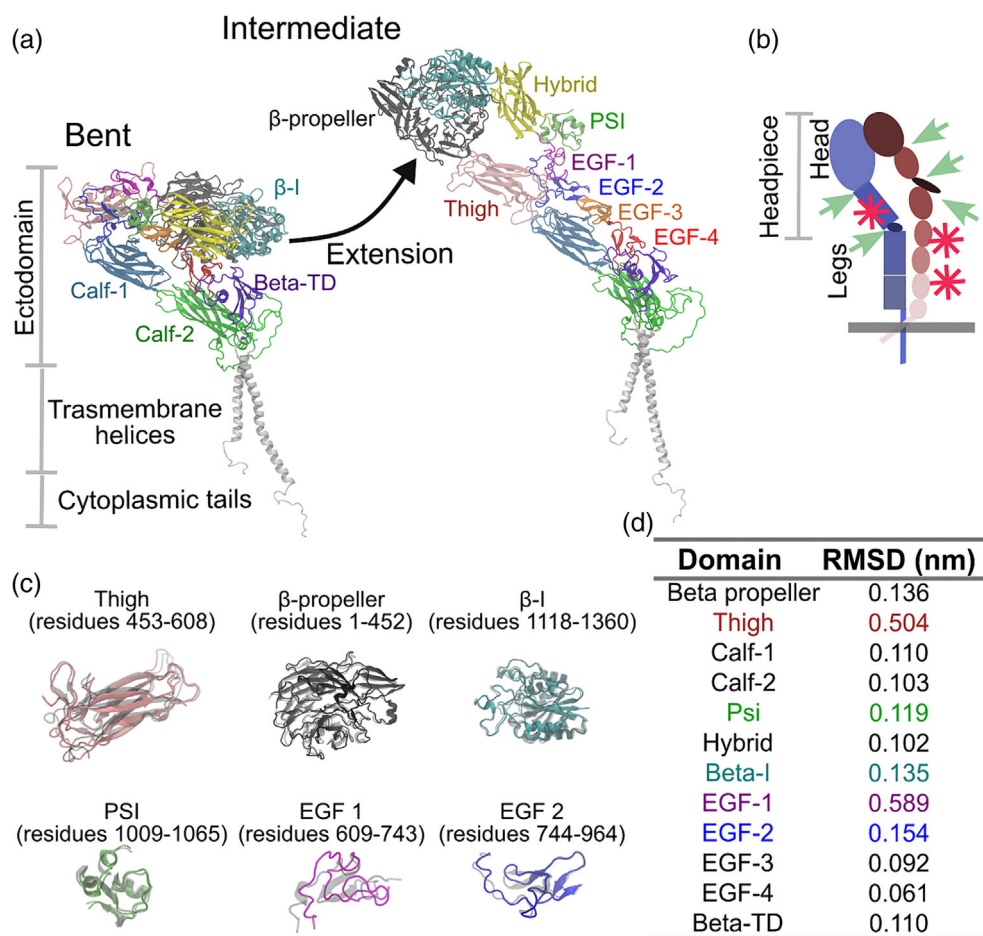 (a)
Intermediate
Bent
β-propeller
Hybrid
PSI
EGF-1
EGF-2
EGF-3
EGF-4
Thigh
β-I
Extension
Calf-1
Beta-TD
Calf-2
Ectodomain
Trasmembrane
helices
Cytoplasmic tails
(b)
Headpiece
Head
Legs
(c)
Thigh
(residues 453-608)
β-propeller
(residues 1-452)
β-I
(residues 1118-1360)
PSI
(residues 1009-1065)
EGF 1
(residues 609-743)
EGF 2
(residues 744-964)
(d)
Domain RMSD (nm)
Beta propeller 0.136
Thigh 0.504
Calf-1 0.110
Calf-2 0.103
Psi 0.119
Hybrid 0.102
Beta-I 0.135
EGF-1 0.589
EGF-2 0.154
EGF-3 0.092
EGF-4 0.061
Beta-TD 0.110